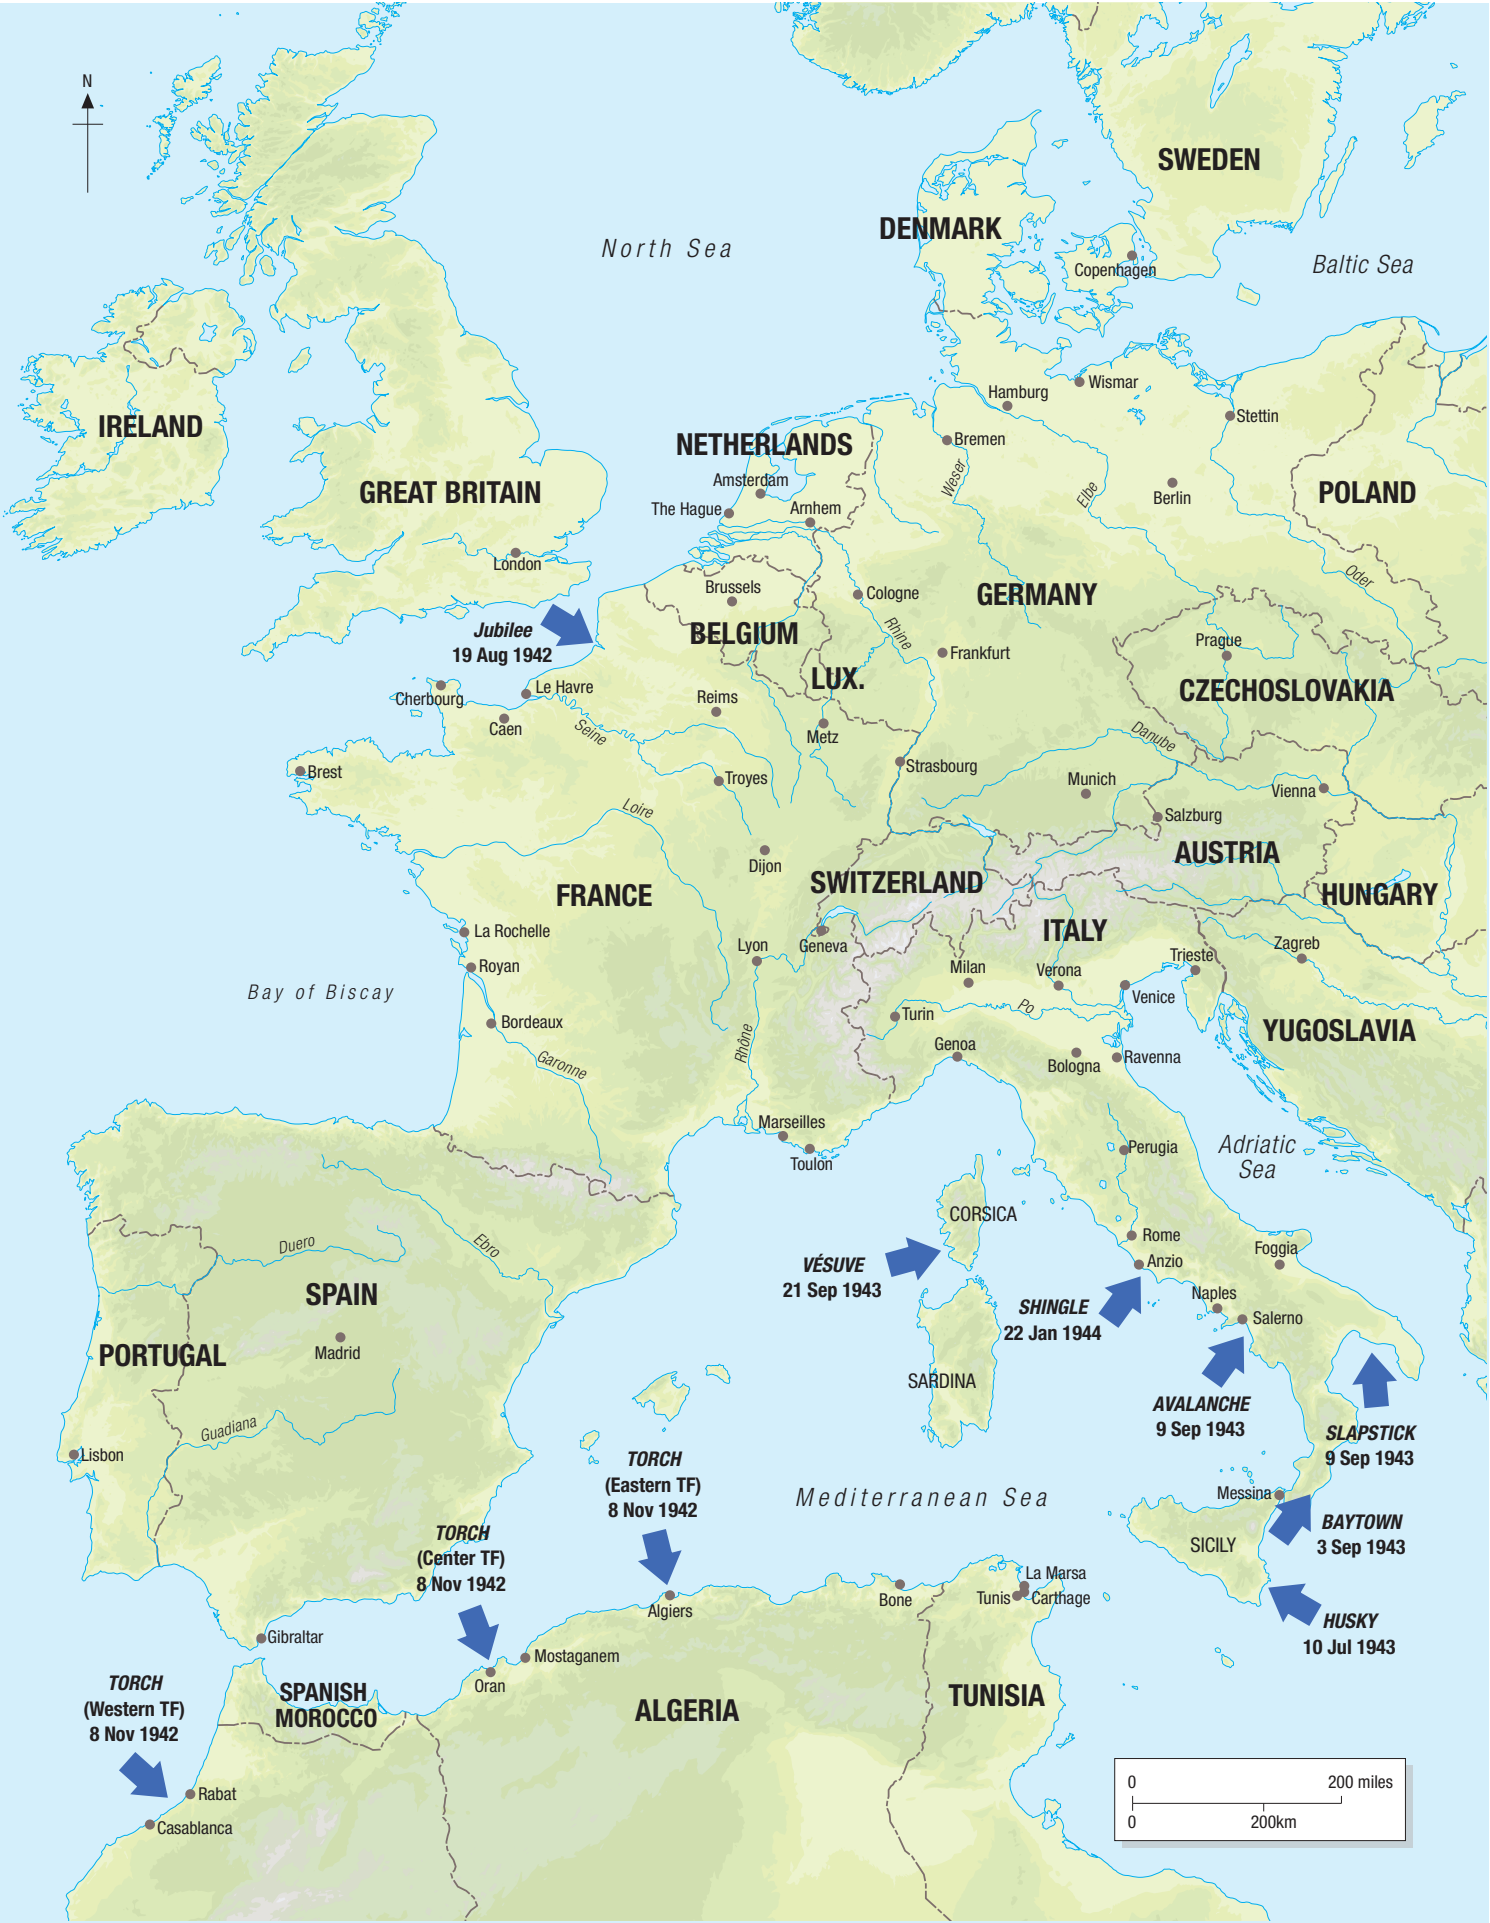 N
SWEDEN
DENMARK
North Sea
Baltic Sea
Copenhagen
Wismar
Hamburg
Stettin
IRELAND
Bremen
NETHERLANDS
Weser
Amsterdam
Elbe
Berlin
POLAND
GREAT BRITAIN
The Hague
Arnhem
London
Oder
Brussels
Cologne
GERMANY
Jubilee
19 Aug 1942
BELGIUM
Rhine
Prague
Frankfurt
LUX.
CZECHOSLOVAKIA
Cherbourg
Le Havre
Reims
Caen
Seine
Metz
Danube
Brest
Strasbourg
Troyes
Munich
Vienna
Loire
Salzburg
Dijon
AUSTRIA
SWITZERLAND
FRANCE
HUNGARY
La Rochelle
ITALY
Lyon
Geneva
Zagreb
Trieste
Royan
Milan
Verona
Bay of Biscay
Venice
Po
Turin
Bordeaux
YUGOSLAVIA
Rhône
Genoa
Garonne
Bologna
Ravenna
Marseilles
Toulon
Perugia
Adriatic
Sea
CORSICA
Duero
Ebro
Rome
Foggia
VÉSUVE
21 Sep 1943
Anzio
SPAIN
Naples
SHINGLE
22 Jan 1944
Salerno
Madrid
PORTUGAL
SARDINA
AVALANCHE
9 Sep 1943
Guadiana
SLAPSTICK
9 Sep 1943
Lisbon
TORCH
(Eastern TF)
8 Nov 1942
Mediterranean Sea
Messina
BAYTOWN
3 Sep 1943
TORCH
(Center TF)
8 Nov 1942
SICILY
La Marsa
Tunis
Carthage
Bone
Algiers
HUSKY
10 Jul 1943
Gibraltar
Mostaganem
Oran
TORCH
(Western TF)
8 Nov 1942
SPANISH
MOROCCO
ALGERIA
TUNISIA
Rabat
Casablanca
0
200 miles
0
200km